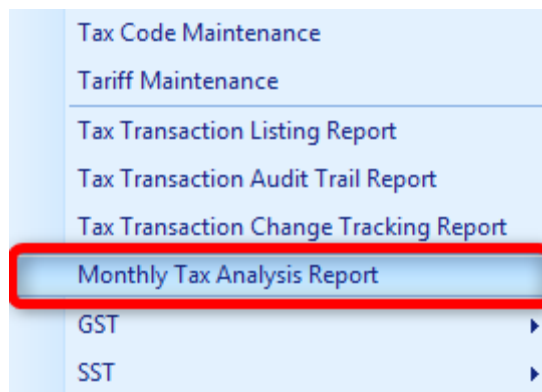 Tax Code Maintenance
Tariff Maintenance
Tax Transaction Listing Report
Tax Transaction Audit Trail Report
Tax Transaction Change Tracking Report
Monthly Tax Analysis Report
GST
SST